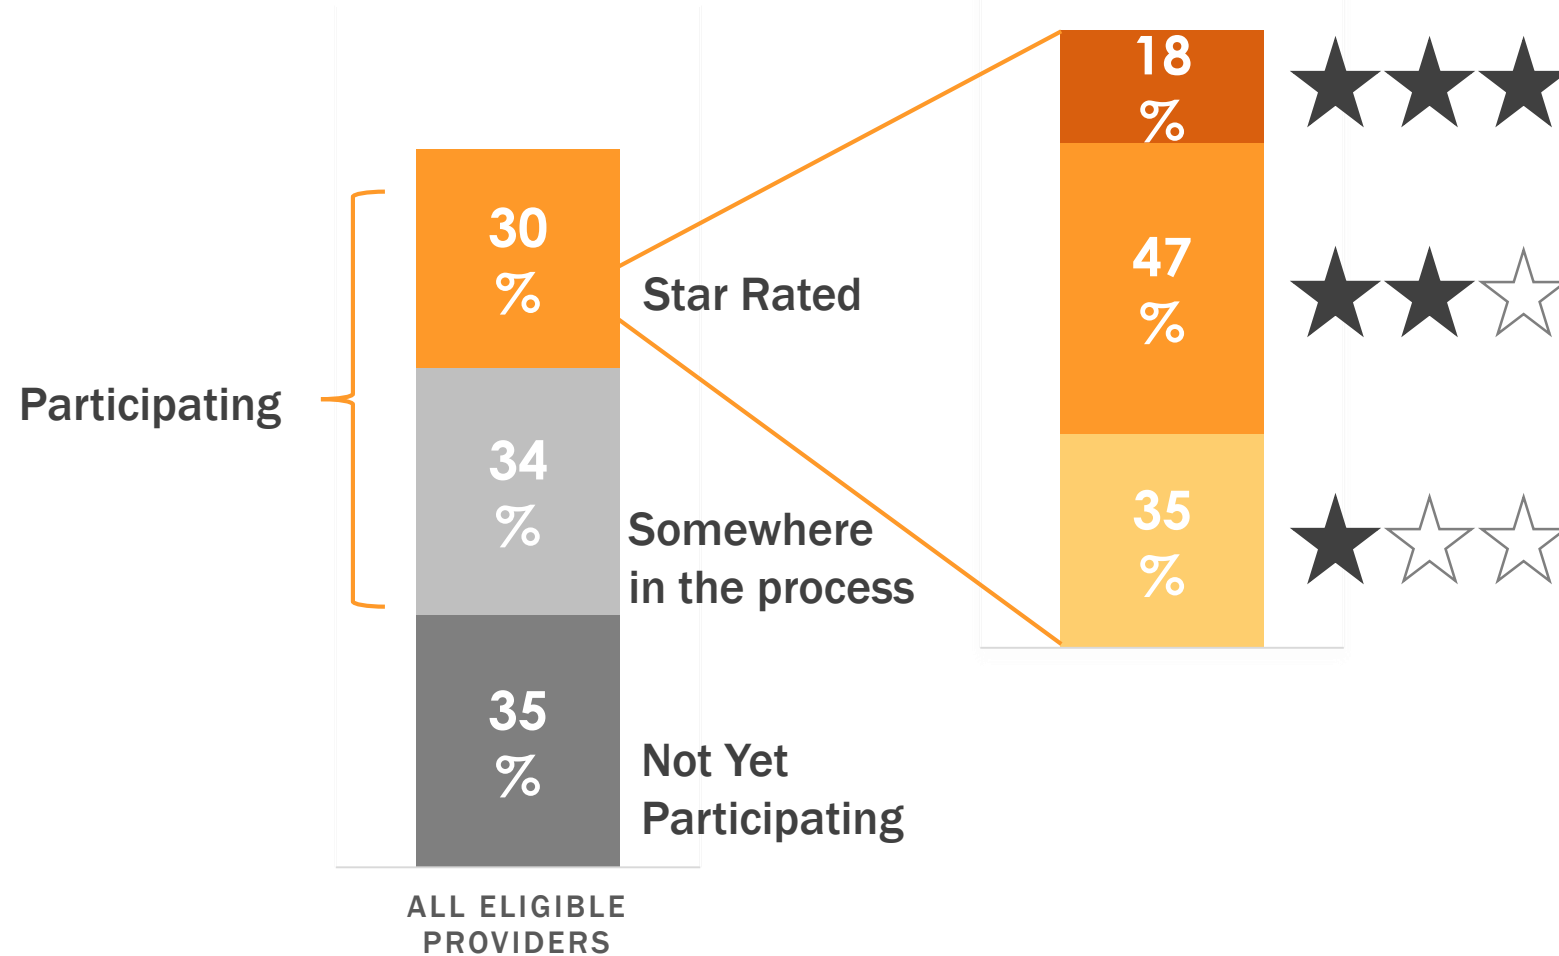 18
%
30
%
47
%
Star Rated
Participating
34
%
35
%
Somewhere
in the process
35
%
Not Yet
Participating
ALL ELIGIBLE
PROVIDERS